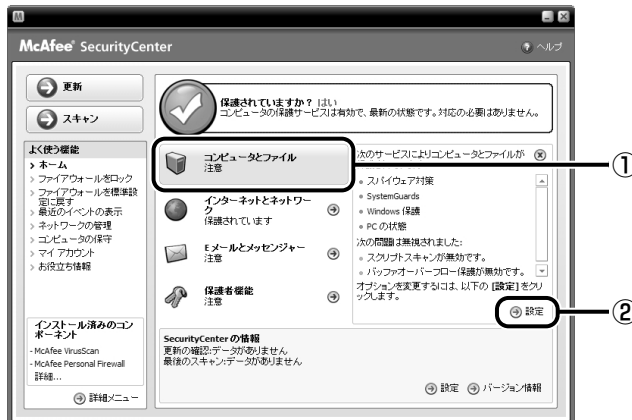 M
McAfee® SecurityCenter
ヘルプ
更新
スキャン
よく使う機能
> ホーム
> ファイアウォールをロック
> ファイアウォールを標準設定に戻す
> 最近のイベントの表示
> ネットワークの管理
> コンピュータの保守
> マイ アカウント
> お役立ち情報
インストール済みのコン
ポーネント
- McAfee VirusScan
- McAfee Personal Firewall
詳細...
詳細メニュー
保護されていますか? はい
コンピュータの保護サービスは有効で、最新の状態です。対応の必要はありません。
コンピュータとファイル
注意
インターネットとネットワー
ク
保護されています
Eメールとメッセンジャー
注意
保護者機能
注意
次のサービスによりコンピュータとファイルが
• スパイウェア対策
• SystemGuards
• Windows 保護
• PC の状態
次の問題は無視されました:
• スクリプトスキャンが無効です。
• バッファオーバーフロー保護が無効です。
オプションを変更するには、以下の [設定] をクリ
ックします。
設定
①
②
SecurityCenter の情報
更新の確認:データがありません
最後のスキャン:データがありません
設定 バージョン情報